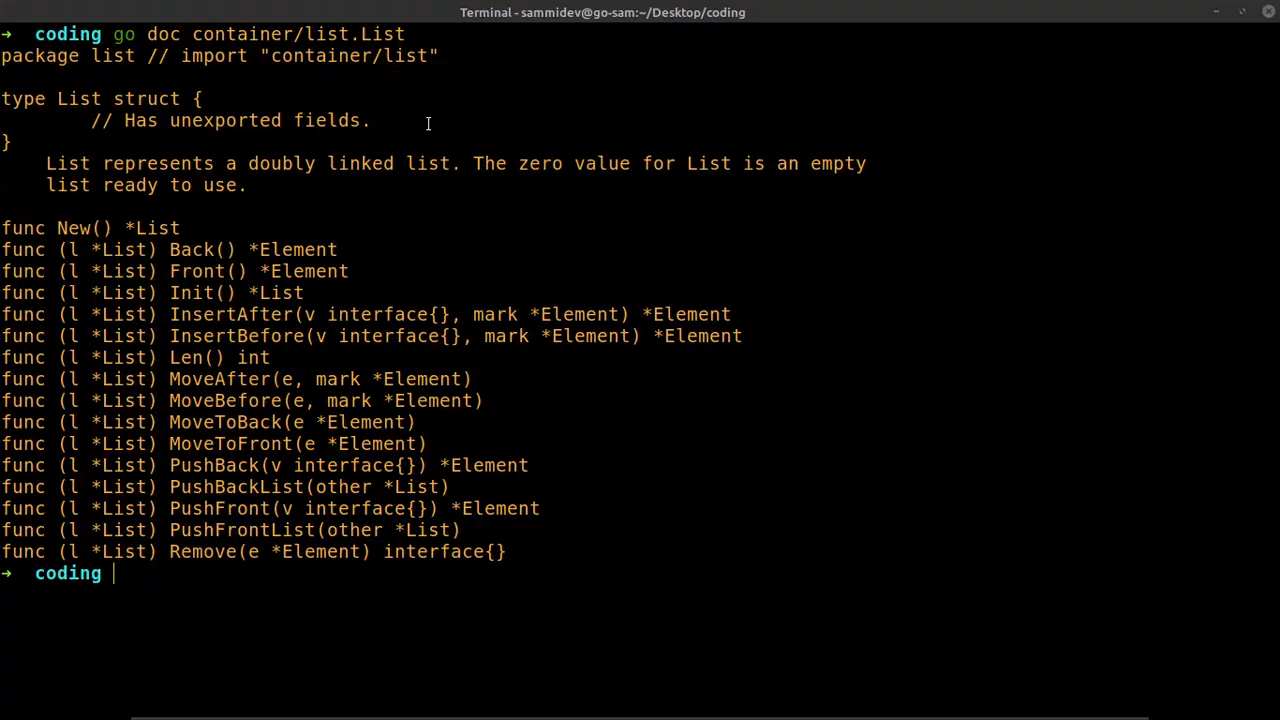 Terminal - sammidev@go-sam:~/Desktop/coding
→ coding go doc container/list.List
package list // import "container/list"
type List struct {
        // Has unexported fields.
}
    List represents a doubly linked list. The zero value for List is an empty
    list ready to use.
func New() *List
func (l *List) Back() *Element
func (l *List) Front() *Element
func (l *List) Init() *List
func (l *List) InsertAfter(v interface{}, mark *Element) *Element
func (l *List) InsertBefore(v interface{}, mark *Element) *Element
func (l *List) Len() int
func (l *List) MoveAfter(e, mark *Element)
func (l *List) MoveBefore(e, mark *Element)
func (l *List) MoveToBack(e *Element)
func (l *List) MoveToFront(e *Element)
func (l *List) PushBack(v interface{}) *Element
func (l *List) PushBackList(other *List)
func (l *List) PushFront(v interface{}) *Element
func (l *List) PushFrontList(other *List)
func (l *List) Remove(e *Element) interface{}
→ coding